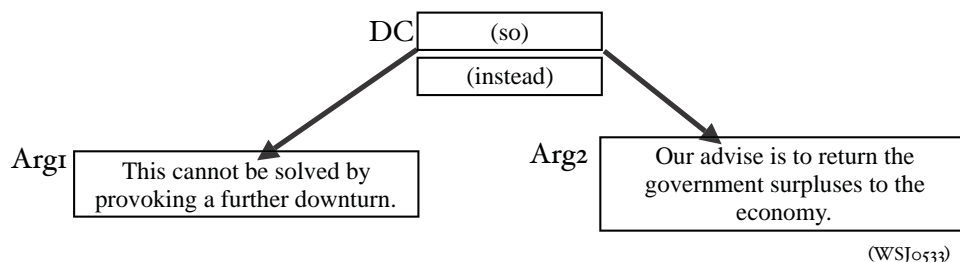 DC
(so)
(instead)
Arg1
This cannot be solved by
provoking a further downturn.
Arg2
Our advise is to return the
government surpluses to the
economy.
(WSJ0533)